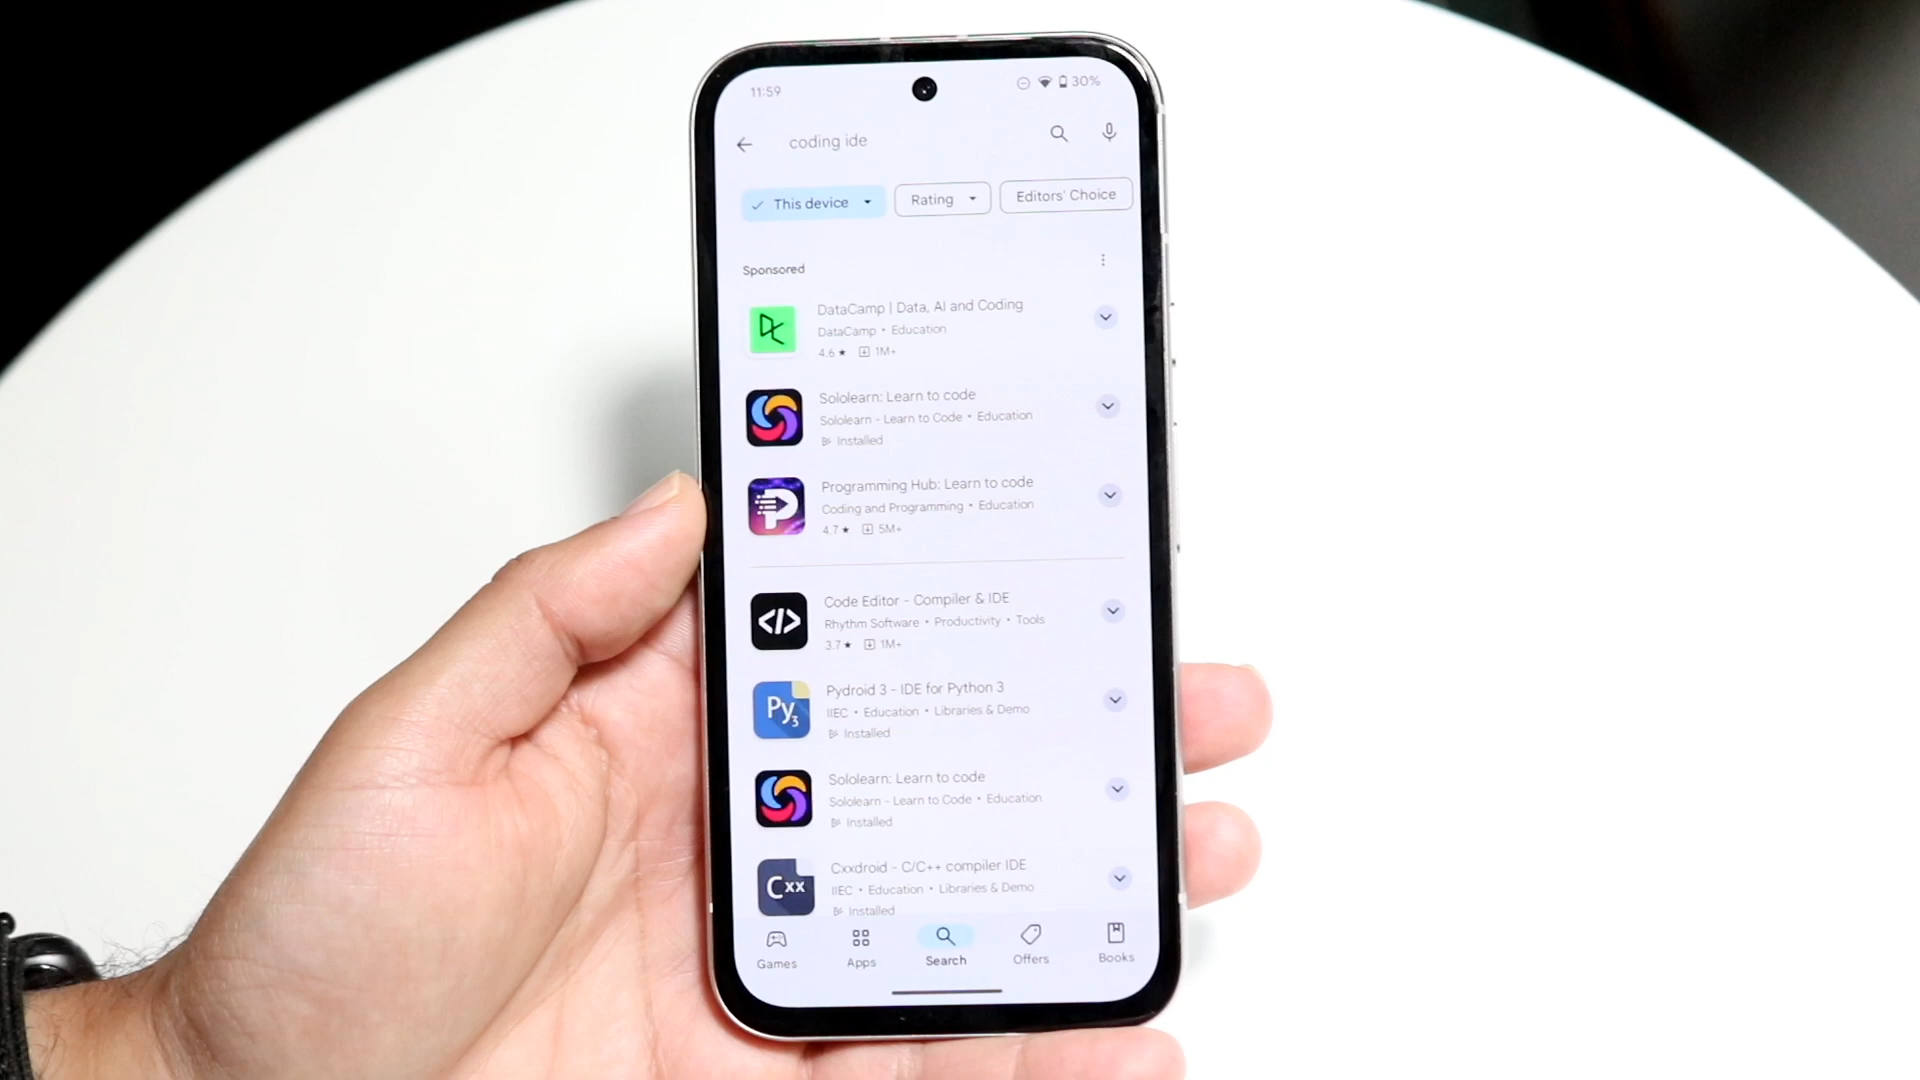 11:59
30%
coding ide
This device
Rating
Editors' Choice
Sponsored
DataCamp | Data, AI and Coding
DataCamp • Education
4.6 ★ 1M+
Sololearn: Learn to code
Sololearn - Learn to Code • Education
Installed
Programming Hub: Learn to code
Coding and Programming • Education
4.7 ★ 5M+
Code Editor - Compiler & IDE
Rhythm Software • Productivity • Tools
3.7 ★ 1M+
Py3
Pydroid 3 - IDE for Python 3
IIEC • Education • Libraries & Demo
Installed
Sololearn: Learn to code
Sololearn - Learn to Code • Education
Installed
Cxx
Cxxdroid - C/C++ compiler IDE
IIEC • Education • Libraries & Demo
Installed
Games
Apps
Search
Offers
Books